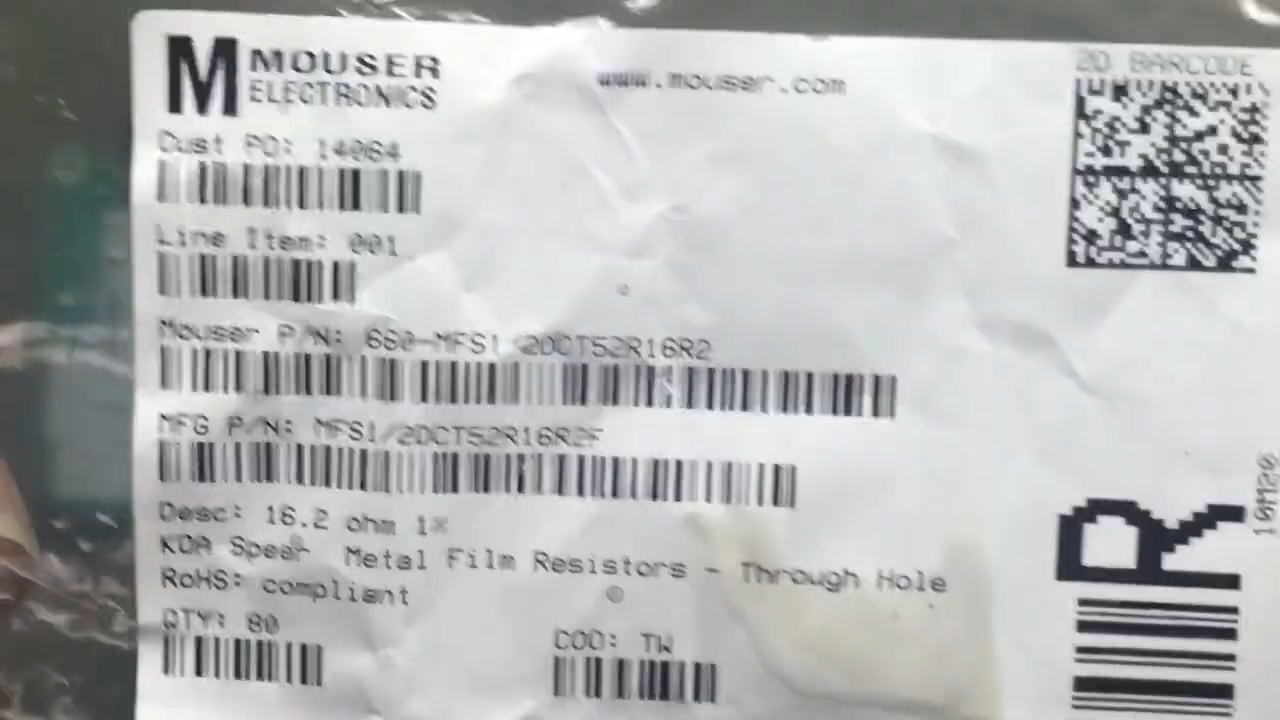 M MOUSER
ELECTRONICS
www.mouser.com
2D BARCODE
Cust PO: 14064
Line Item: 001
Mouser P/N: 660-MFS1/2DCT52R16R2
MFG P/N: MFS1/2DCT52R16R2F
Desc: 16.2 ohm 1%
KOA Speer Metal Film Resistors - Through Hole
RoHS: compliant
QTY: 80
COO: TW
R
10M20